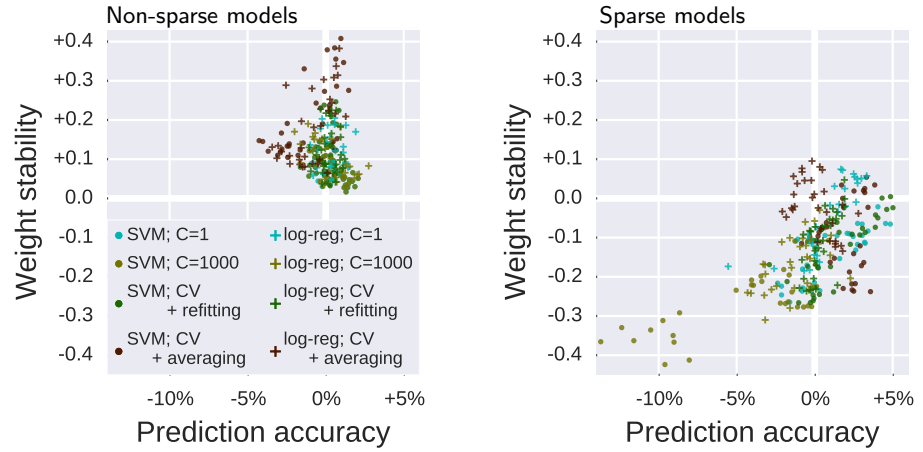 Non-sparse models
Weight stability
+0.4
+0.3
+0.2
+0.1
0.0
-0.1
-0.2
-0.3
-0.4
SVM; C=1
log-reg; C=1
SVM; C=1000
log-reg; C=1000
SVM; CV
+ refitting
log-reg; CV
+ refitting
SVM; CV
+ averaging
log-reg; CV
+ averaging
-10% -5% 0% +5%
Prediction accuracy
Sparse models
Weight stability
+0.4
+0.3
+0.2
+0.1
0.0
-0.1
-0.2
-0.3
-0.4
-10% -5% 0% +5%
Prediction accuracy